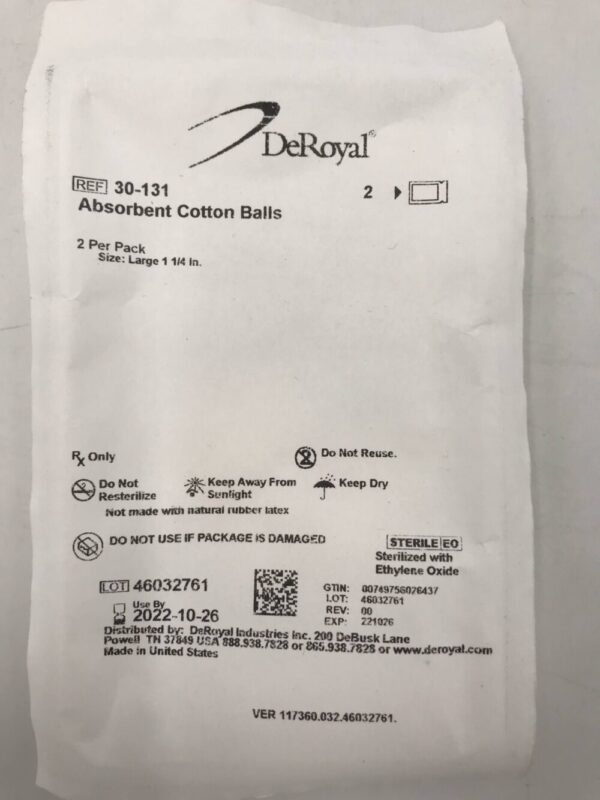 DeRoyal®
REF 30-131
2
Absorbent Cotton Balls
2 Per Pack
Size: Large 1 1/4 in.
Rx Only
Do Not Reuse.
Do Not
Resterilize
Keep Away From
Sunlight
Keep Dry
Not made with natural rubber latex
DO NOT USE IF PACKAGE IS DAMAGED
STERILE EO
Sterilized with
Ethylene Oxide
LOT 46032761
Use By
2022-10-26
GTIN: 00749756026437
LOT: 46032761
REV: 00
EXP: 221026
Distributed by: DeRoyal Industries Inc. 200 DeBusk Lane
Powell TN 37849 USA 888.938.7828 or 865.938.7828 or www.deroyal.com
Made in United States
VER 117360.032.46032761.